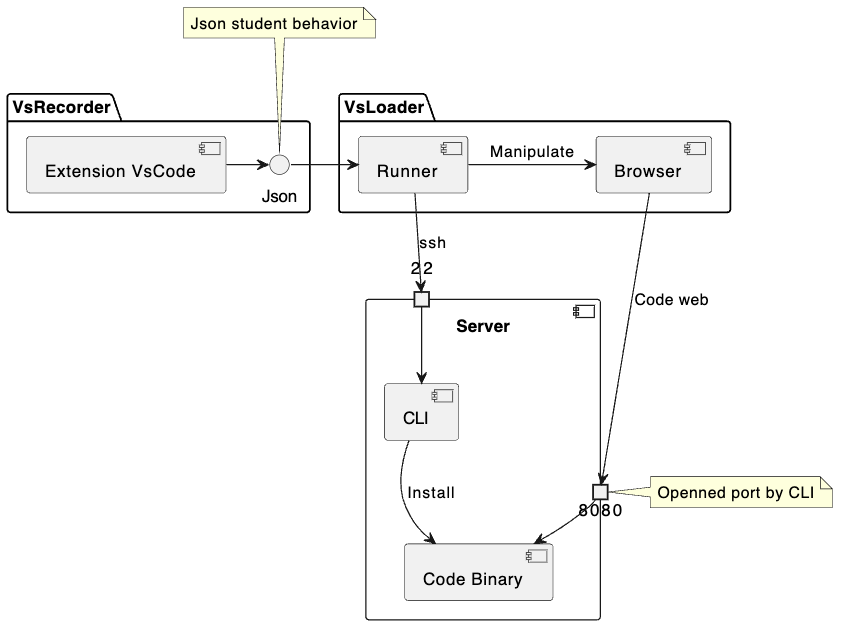 Json student behavior
VsRecorder
VsLoader
Extension VsCode
Json
Runner
Manipulate
Browser
ssh
22
Code web
Server
CLI
Install
8080
Openned port by CLI
Code Binary